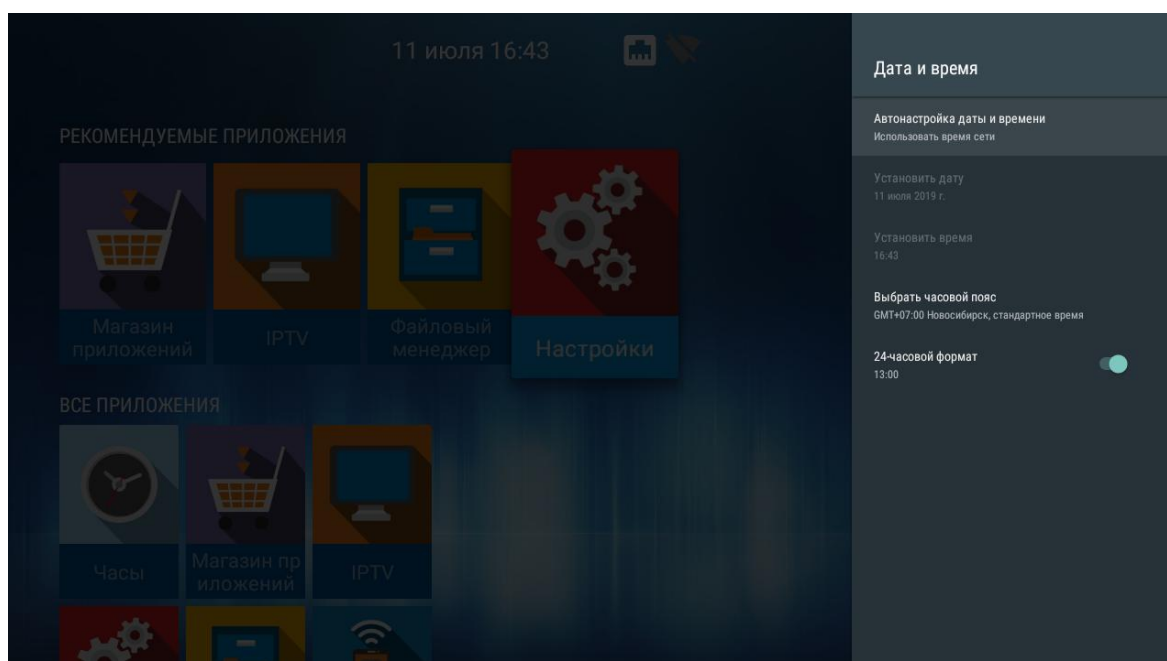 11 июля 16:43
РЕКОМЕНДУЕМЫЕ ПРИЛОЖЕНИЯ
Магазин
приложений
IPTV
Файловый
менеджер
Настройки
ВСЕ ПРИЛОЖЕНИЯ
Часы
Магазин пр
иложений
IPTV
Дата и время
Автонастройка даты и времени
Использовать время сети
Установить дату
11 июля 2019 г.
Установить время
16:43
Выбрать часовой пояс
GMT+07:00 Новосибирск, стандартное время
24-часовой формат
13:00